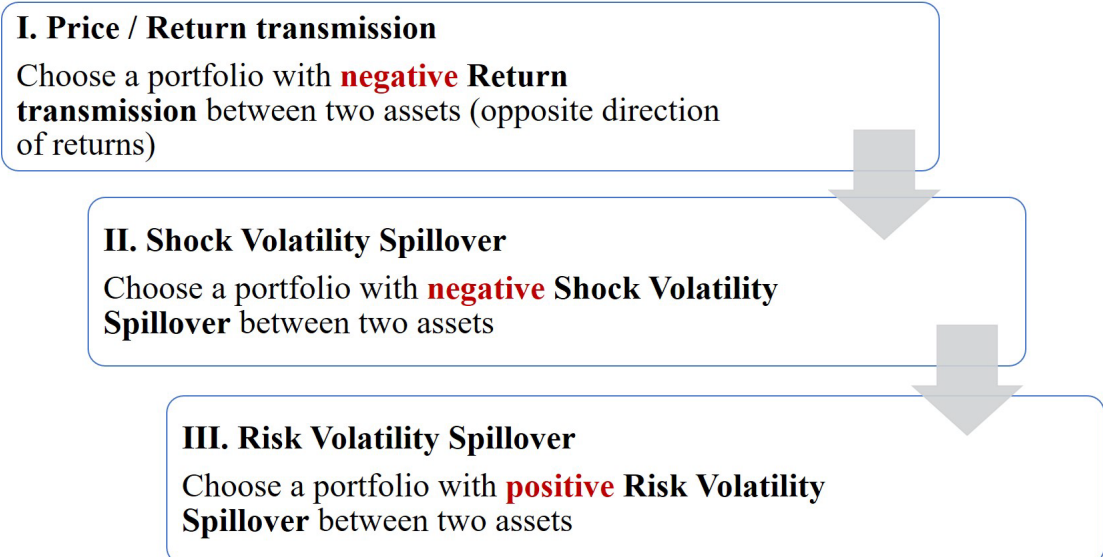 I. Price / Return transmission
Choose a portfolio with negative Return
transmission between two assets (opposite direction
of returns)
II. Shock Volatility Spillover
Choose a portfolio with negative Shock Volatility
Spillover between two assets
III. Risk Volatility Spillover
Choose a portfolio with positive Risk Volatility
Spillover between two assets